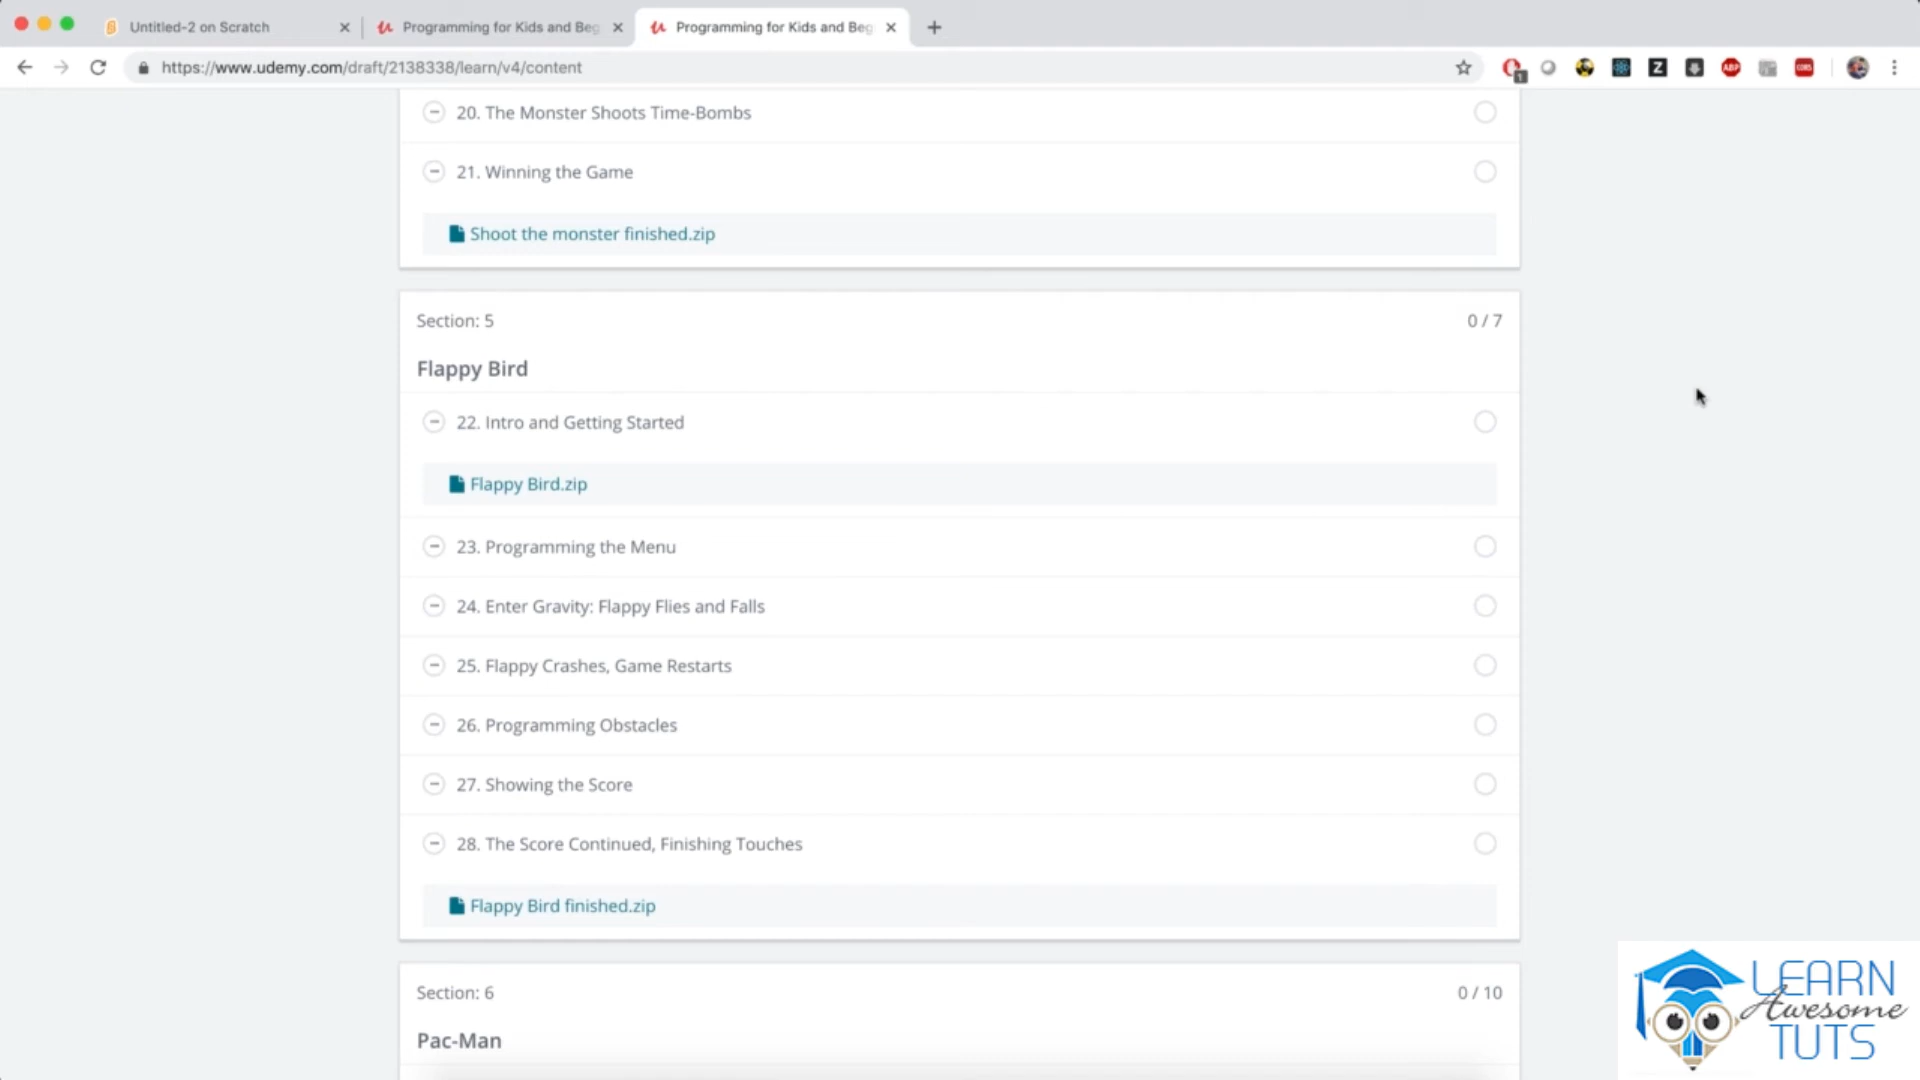 Untitled-2 on Scratch
Programming for Kids and Beg
Programming for Kids and Beg
https://www.udemy.com/draft/2138338/learn/v4/content
1
Z
ABP
CORS
20. The Monster Shoots Time-Bombs
21. Winning the Game
Shoot the monster finished.zip
Section: 5
0 / 7
Flappy Bird
22. Intro and Getting Started
Flappy Bird.zip
23. Programming the Menu
24. Enter Gravity: Flappy Flies and Falls
25. Flappy Crashes, Game Restarts
26. Programming Obstacles
27. Showing the Score
28. The Score Continued, Finishing Touches
Flappy Bird finished.zip
Section: 6
0 / 10
Pac-Man
LEARN
Awesome
TUTS